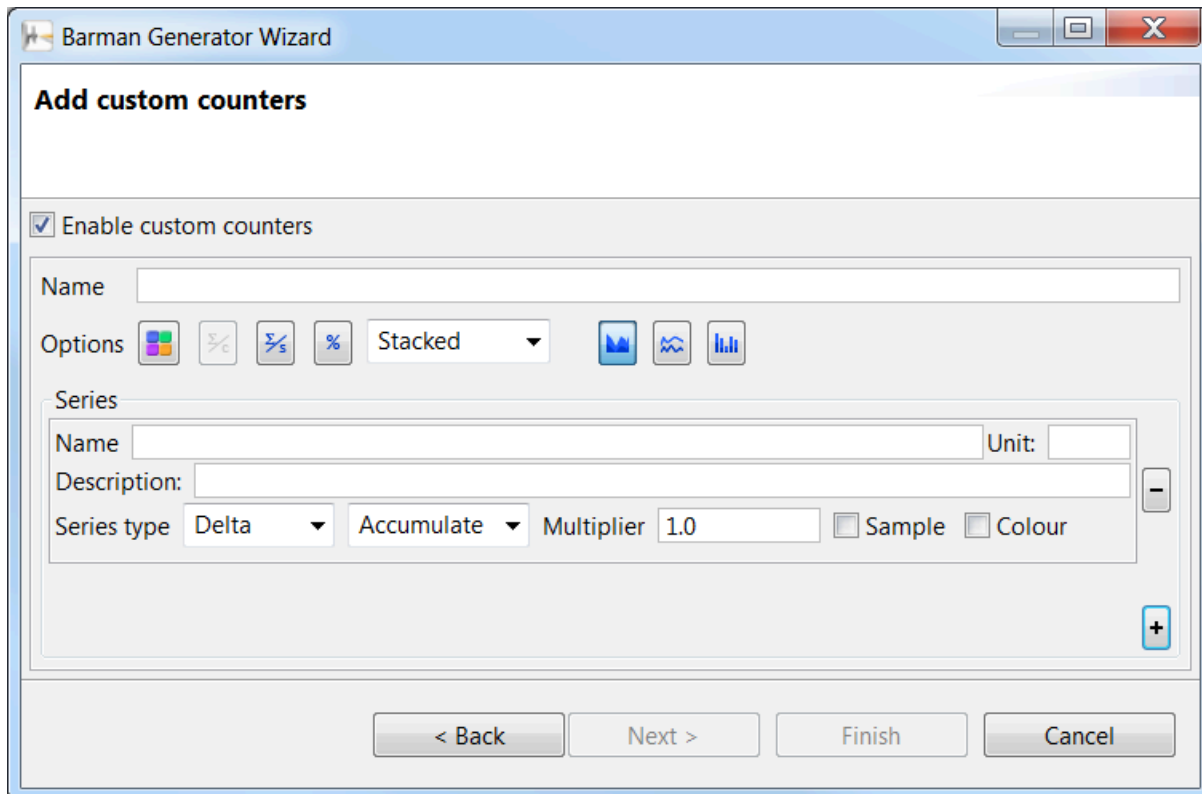 Barman Generator Wizard
X
Add custom counters
Enable custom counters
Name
Options Σ/c Σ/s % Stacked
Series
Name Unit:
Description:
-
Series type Delta Accumulate Multiplier 1.0 Sample Colour
+
< Back Next > Finish Cancel